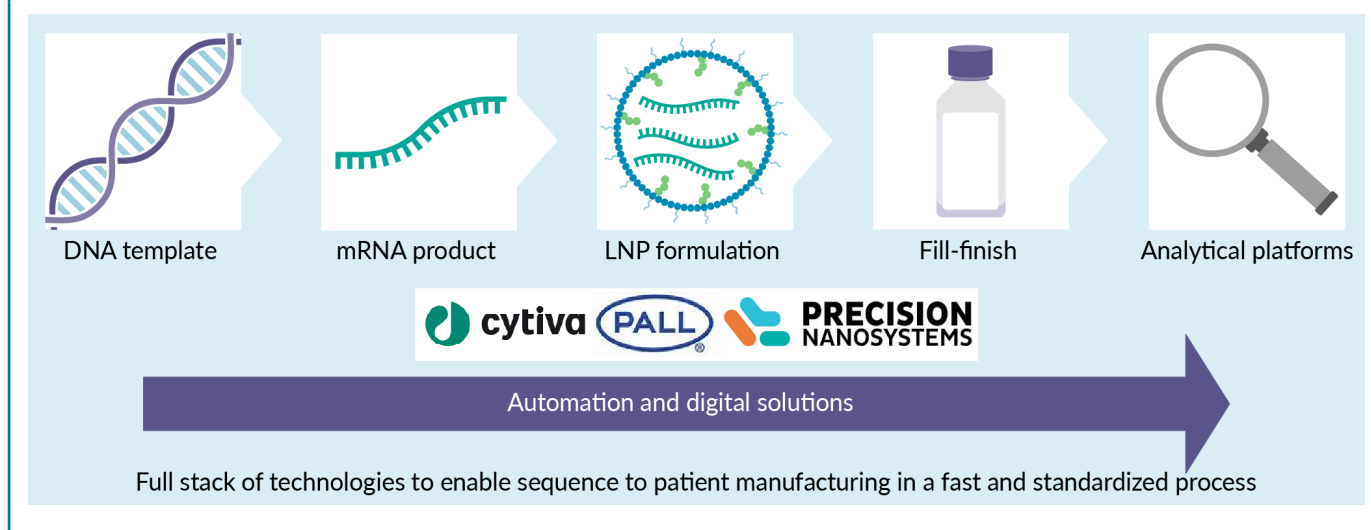 DNA template
mRNA product
LNP formulation
Fill-finish
Analytical platforms
cytiva
PALL
®
PRECISION
NANOSYSTEMS
Automation and digital solutions
Full stack of technologies to enable sequence to patient manufacturing in a fast and standardized process